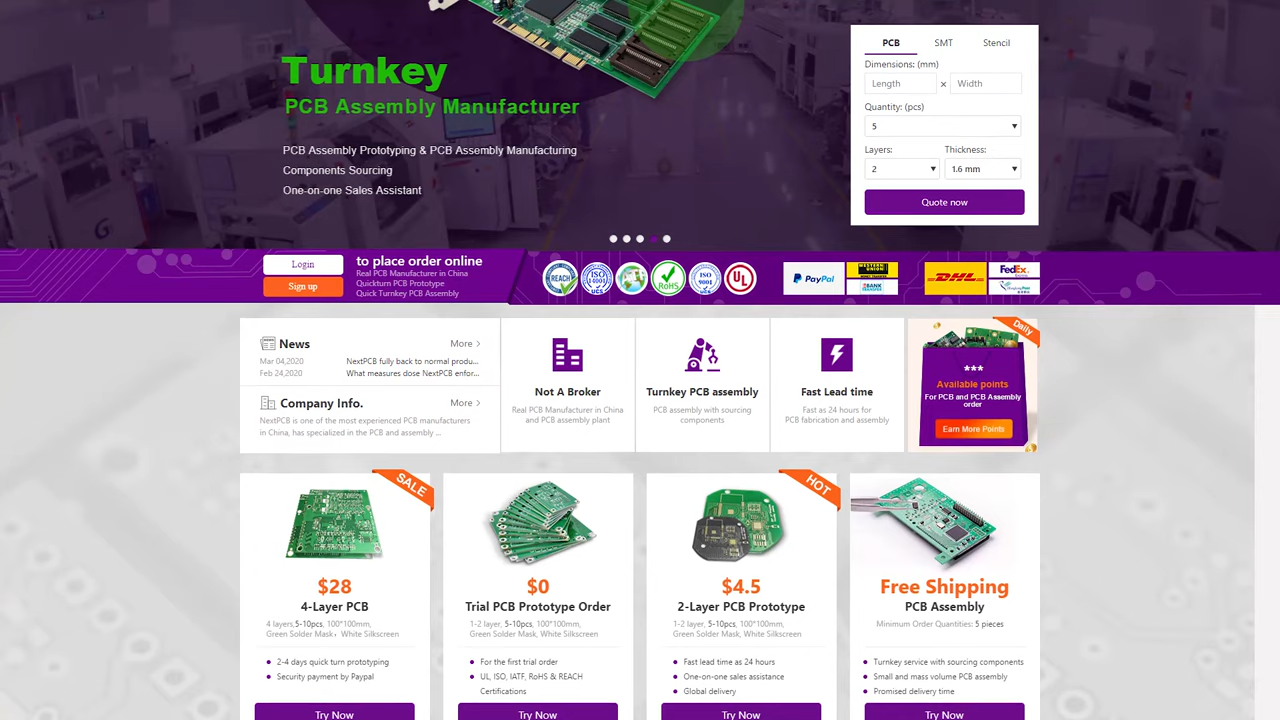 Turnkey
PCB Assembly Manufacturer
PCB Assembly Prototyping & PCB Assembly Manufacturing
Components Sourcing
One-on-one Sales Assistant
PCB SMT Stencil
Dimensions: (mm)
Length × Width
Quantity: (pcs)
5
Layers: Thickness:
2 1.6 mm
Quote now
Login
Sign up
to place order online
Real PCB Manufacturer in China
Quickturn PCB Prototype
Quick Turnkey PCB Assembly
REACH
ISO
14001
RoHS
ISO
9001
UL
PayPal
WESTERN
UNION
BANK
TRANSFER
DHL
FedEx
News More
Mar 04,2020 NextPCB fully back to normal produ...
Feb 24,2020 What measures dose NextPCB enfor...
Company Info. More
NextPCB is one of the most experienced PCB manufacturers
in China, has specialized in the PCB and assembly ...
Not A Broker
Real PCB Manufacturer in China
and PCB assembly plant
Turnkey PCB assembly
PCB assembly with sourcing
components
Fast Lead time
Fast as 24 hours for
PCB fabrication and assembly
Daily
***
Available points
For PCB and PCB Assembly
order
Earn More Points
SALE
$28
4-Layer PCB
4 layers,5-10pcs, 100*100mm,
Green Solder Mask，White Silkscreen
2-4 days quick turn prototyping
Security payment by Paypal
Try Now
$0
Trial PCB Prototype Order
1-2 layer, 5-10pcs, 100*100mm,
Green Solder Mask, White Silkscreen
For the first trial order
UL, ISO, IATF, RoHS & REACH
Certifications
Try Now
HOT
$4.5
2-Layer PCB Prototype
1-2 layer, 5-10pcs, 100*100mm,
Green Solder Mask, White Silkscreen
Fast lead time as 24 hours
One-on-one sales assistance
Global delivery
Try Now
Free Shipping
PCB Assembly
Minimum Order Quantities: 5 pieces
Turnkey service with sourcing components
Small and mass volume PCB assembly
Promised delivery time
Try Now